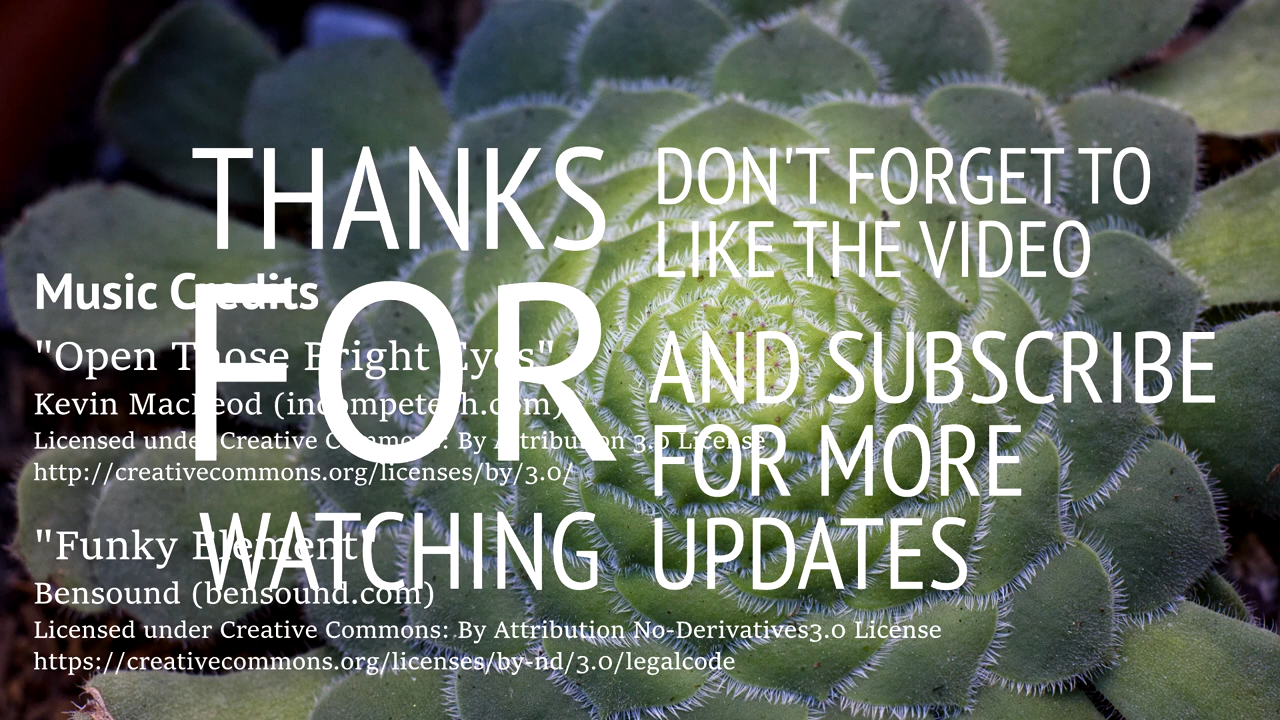 THANKS
FOR
WATCHING
DON'T FORGET TO
LIKE THE VIDEO
AND SUBSCRIBE
FOR MORE
UPDATES
Music Credits
"Open Those Bright Eyes"
Kevin MacLeod (incompetech.com)
Licensed under Creative Commons: By Attribution 3.0 License
http://creativecommons.org/licenses/by/3.0/
"Funky Element"
Bensound (bensound.com)
Licensed under Creative Commons: By Attribution No-Derivatives3.0 License
https://creativecommons.org/licenses/by-nd/3.0/legalcode